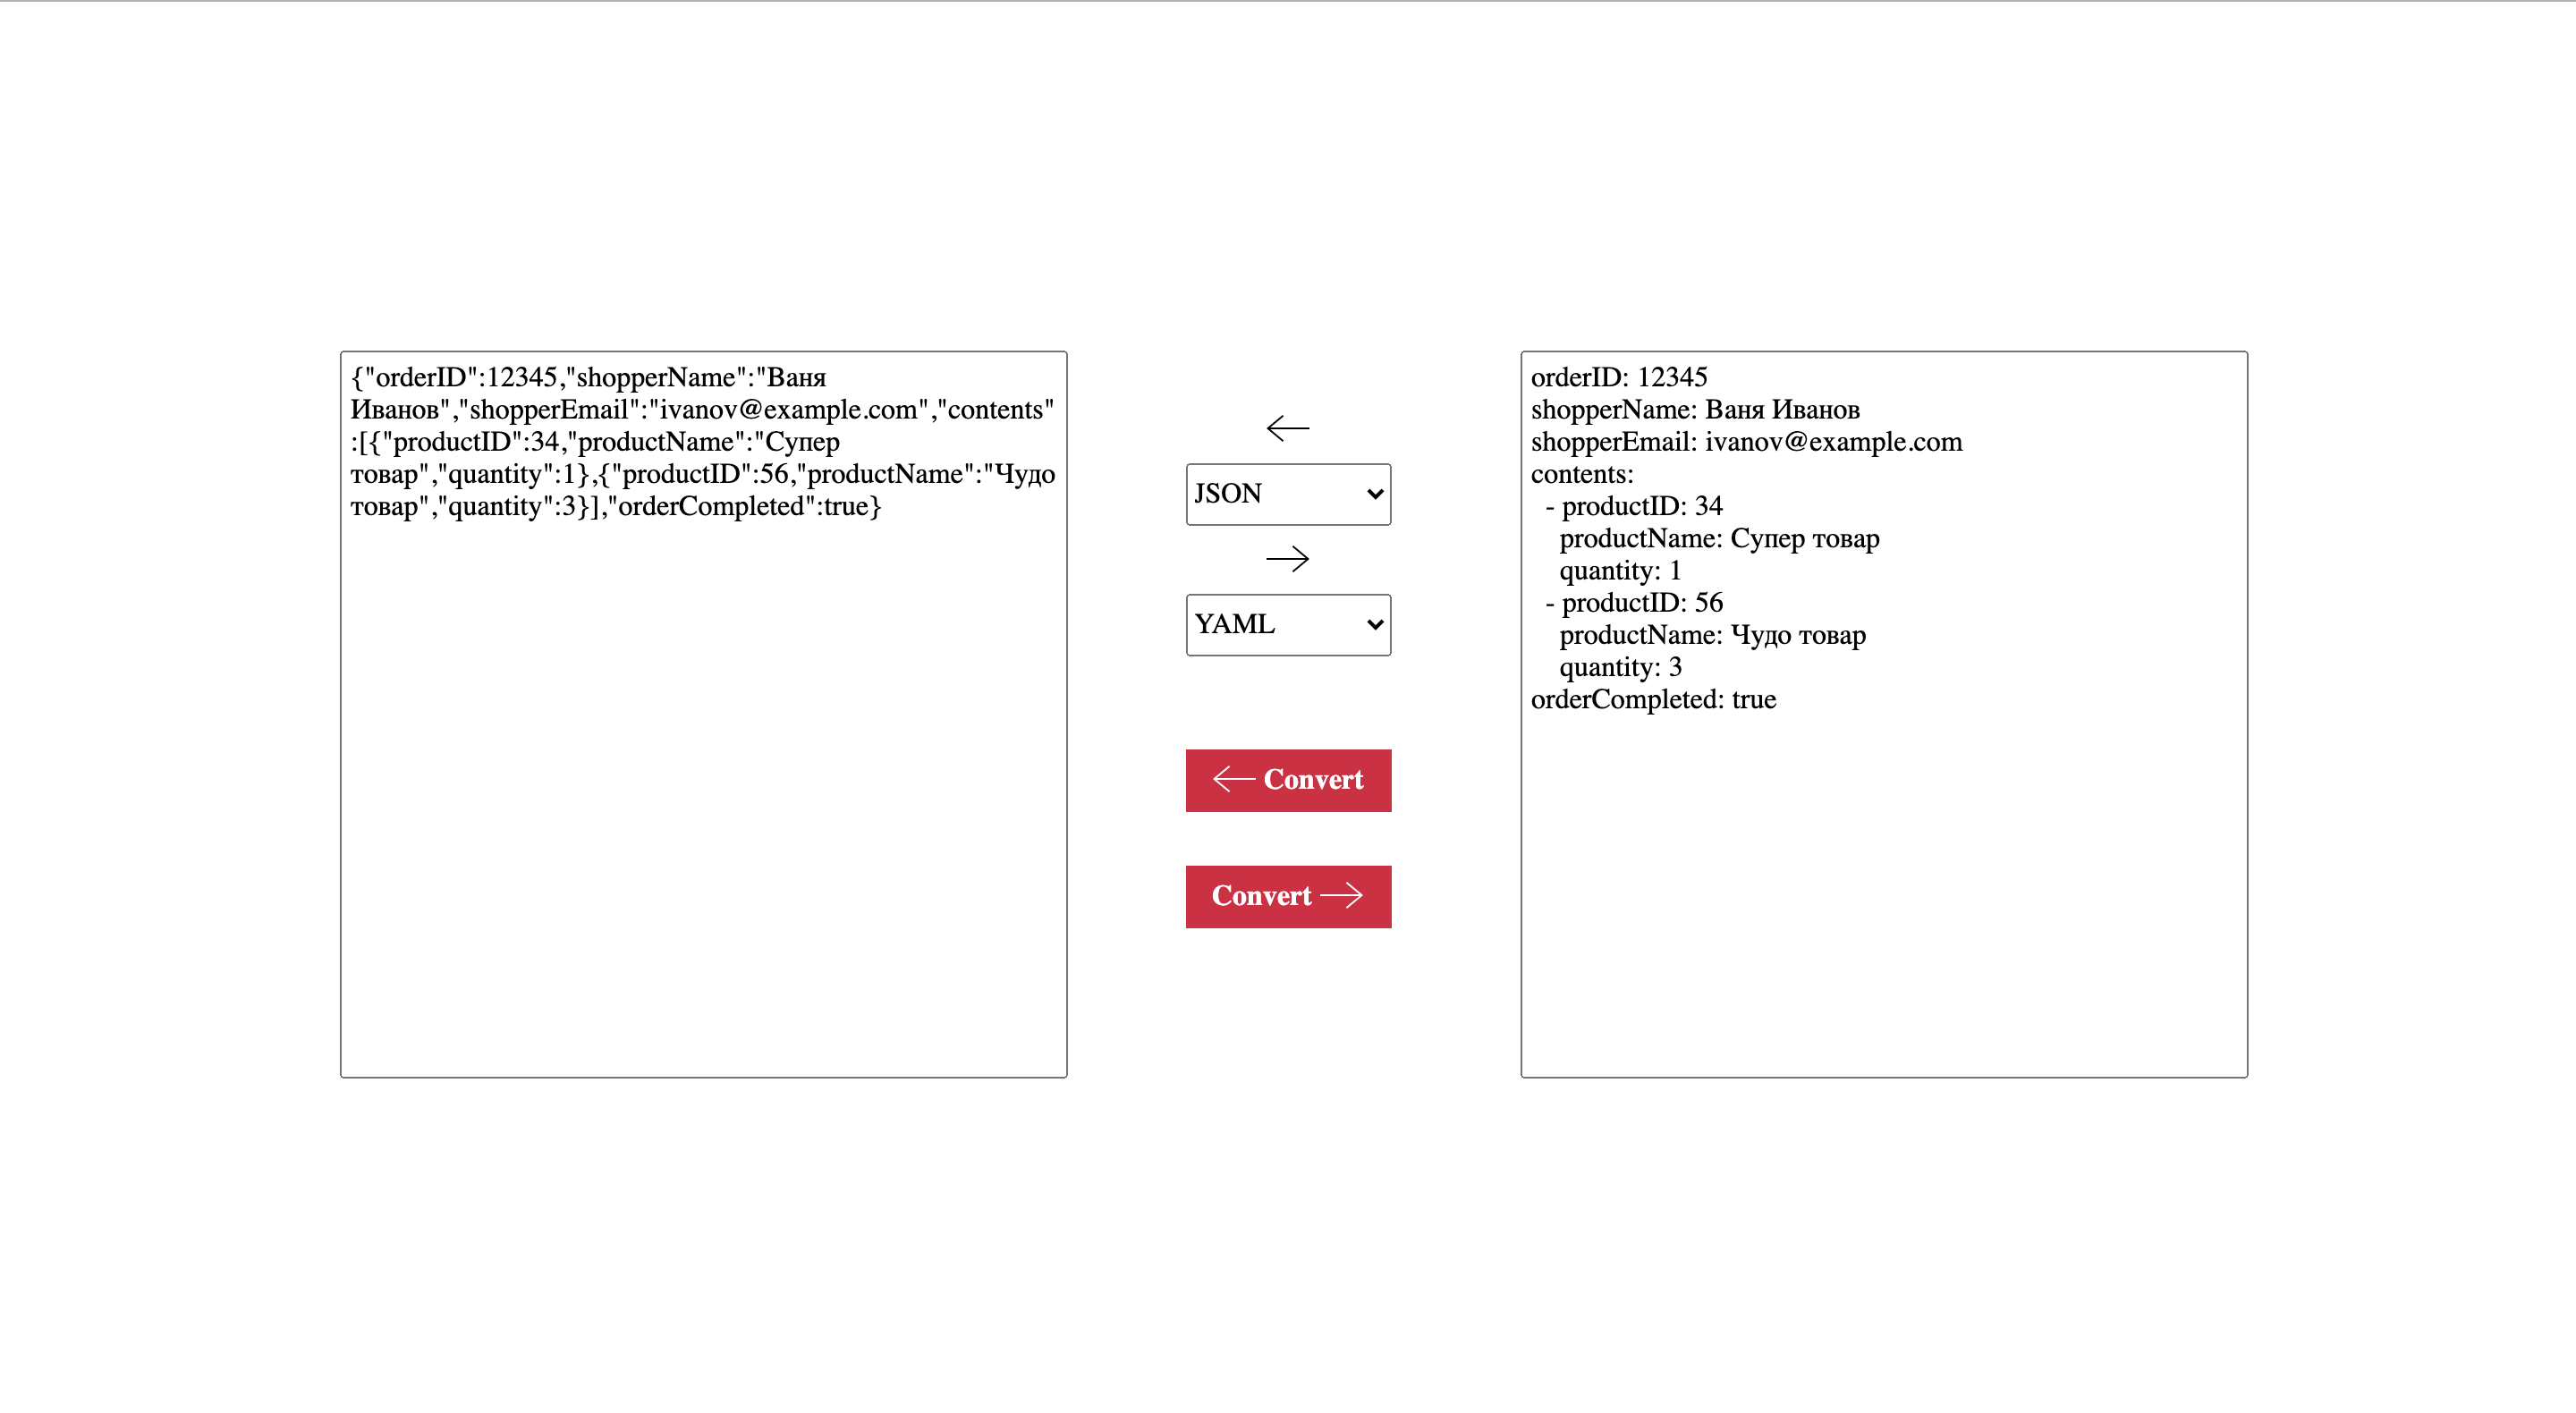 {"orderID":12345,"shopperName":"Ваня
Иванов","shopperEmail":"ivanov@example.com","contents"
:[{"productID":34,"productName":"Супер
товар","quantity":1},{"productID":56,"productName":"Чудо
товар","quantity":3}],"orderCompleted":true}
←
JSON
→
YAML
← Convert
Convert →
orderID: 12345
shopperName: Ваня Иванов
shopperEmail: ivanov@example.com
contents:
  - productID: 34
    productName: Супер товар
    quantity: 1
  - productID: 56
    productName: Чудо товар
    quantity: 3
orderCompleted: true